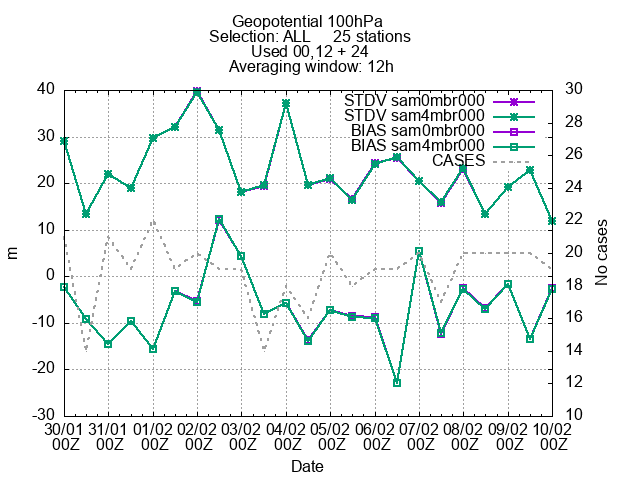 Geopotential 100hPa
Selection: ALL 25 stations
Used 00,12 + 24
Averaging window: 12h
STDV sam0mbr000
STDV sam4mbr000
BIAS sam0mbr000
BIAS sam4mbr000
CASES
40
30
20
10
0
-10
-20
-30
m
30
28
26
24
22
20
18
16
14
12
10
No cases
30/01 31/01 01/02 02/02 03/02 04/02 05/02 06/02 07/02 08/02 09/02 10/02
00Z 00Z 00Z 00Z 00Z 00Z 00Z 00Z 00Z 00Z 00Z 00Z
Date